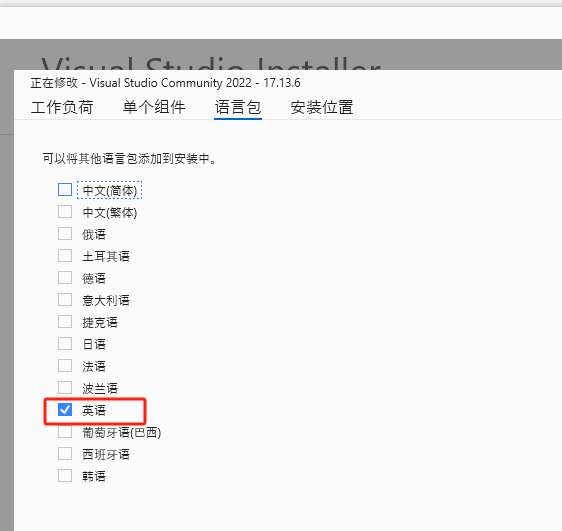 Visual Studio Installer
正在修改 - Visual Studio Community 2022 - 17.13.6
工作负荷 单个组件 语言包 安装位置
可以将其他语言包添加到安装中。
中文(简体)
中文(繁体)
俄语
土耳其语
德语
意大利语
捷克语
日语
法语
波兰语
英语
葡萄牙语(巴西)
西班牙语
韩语